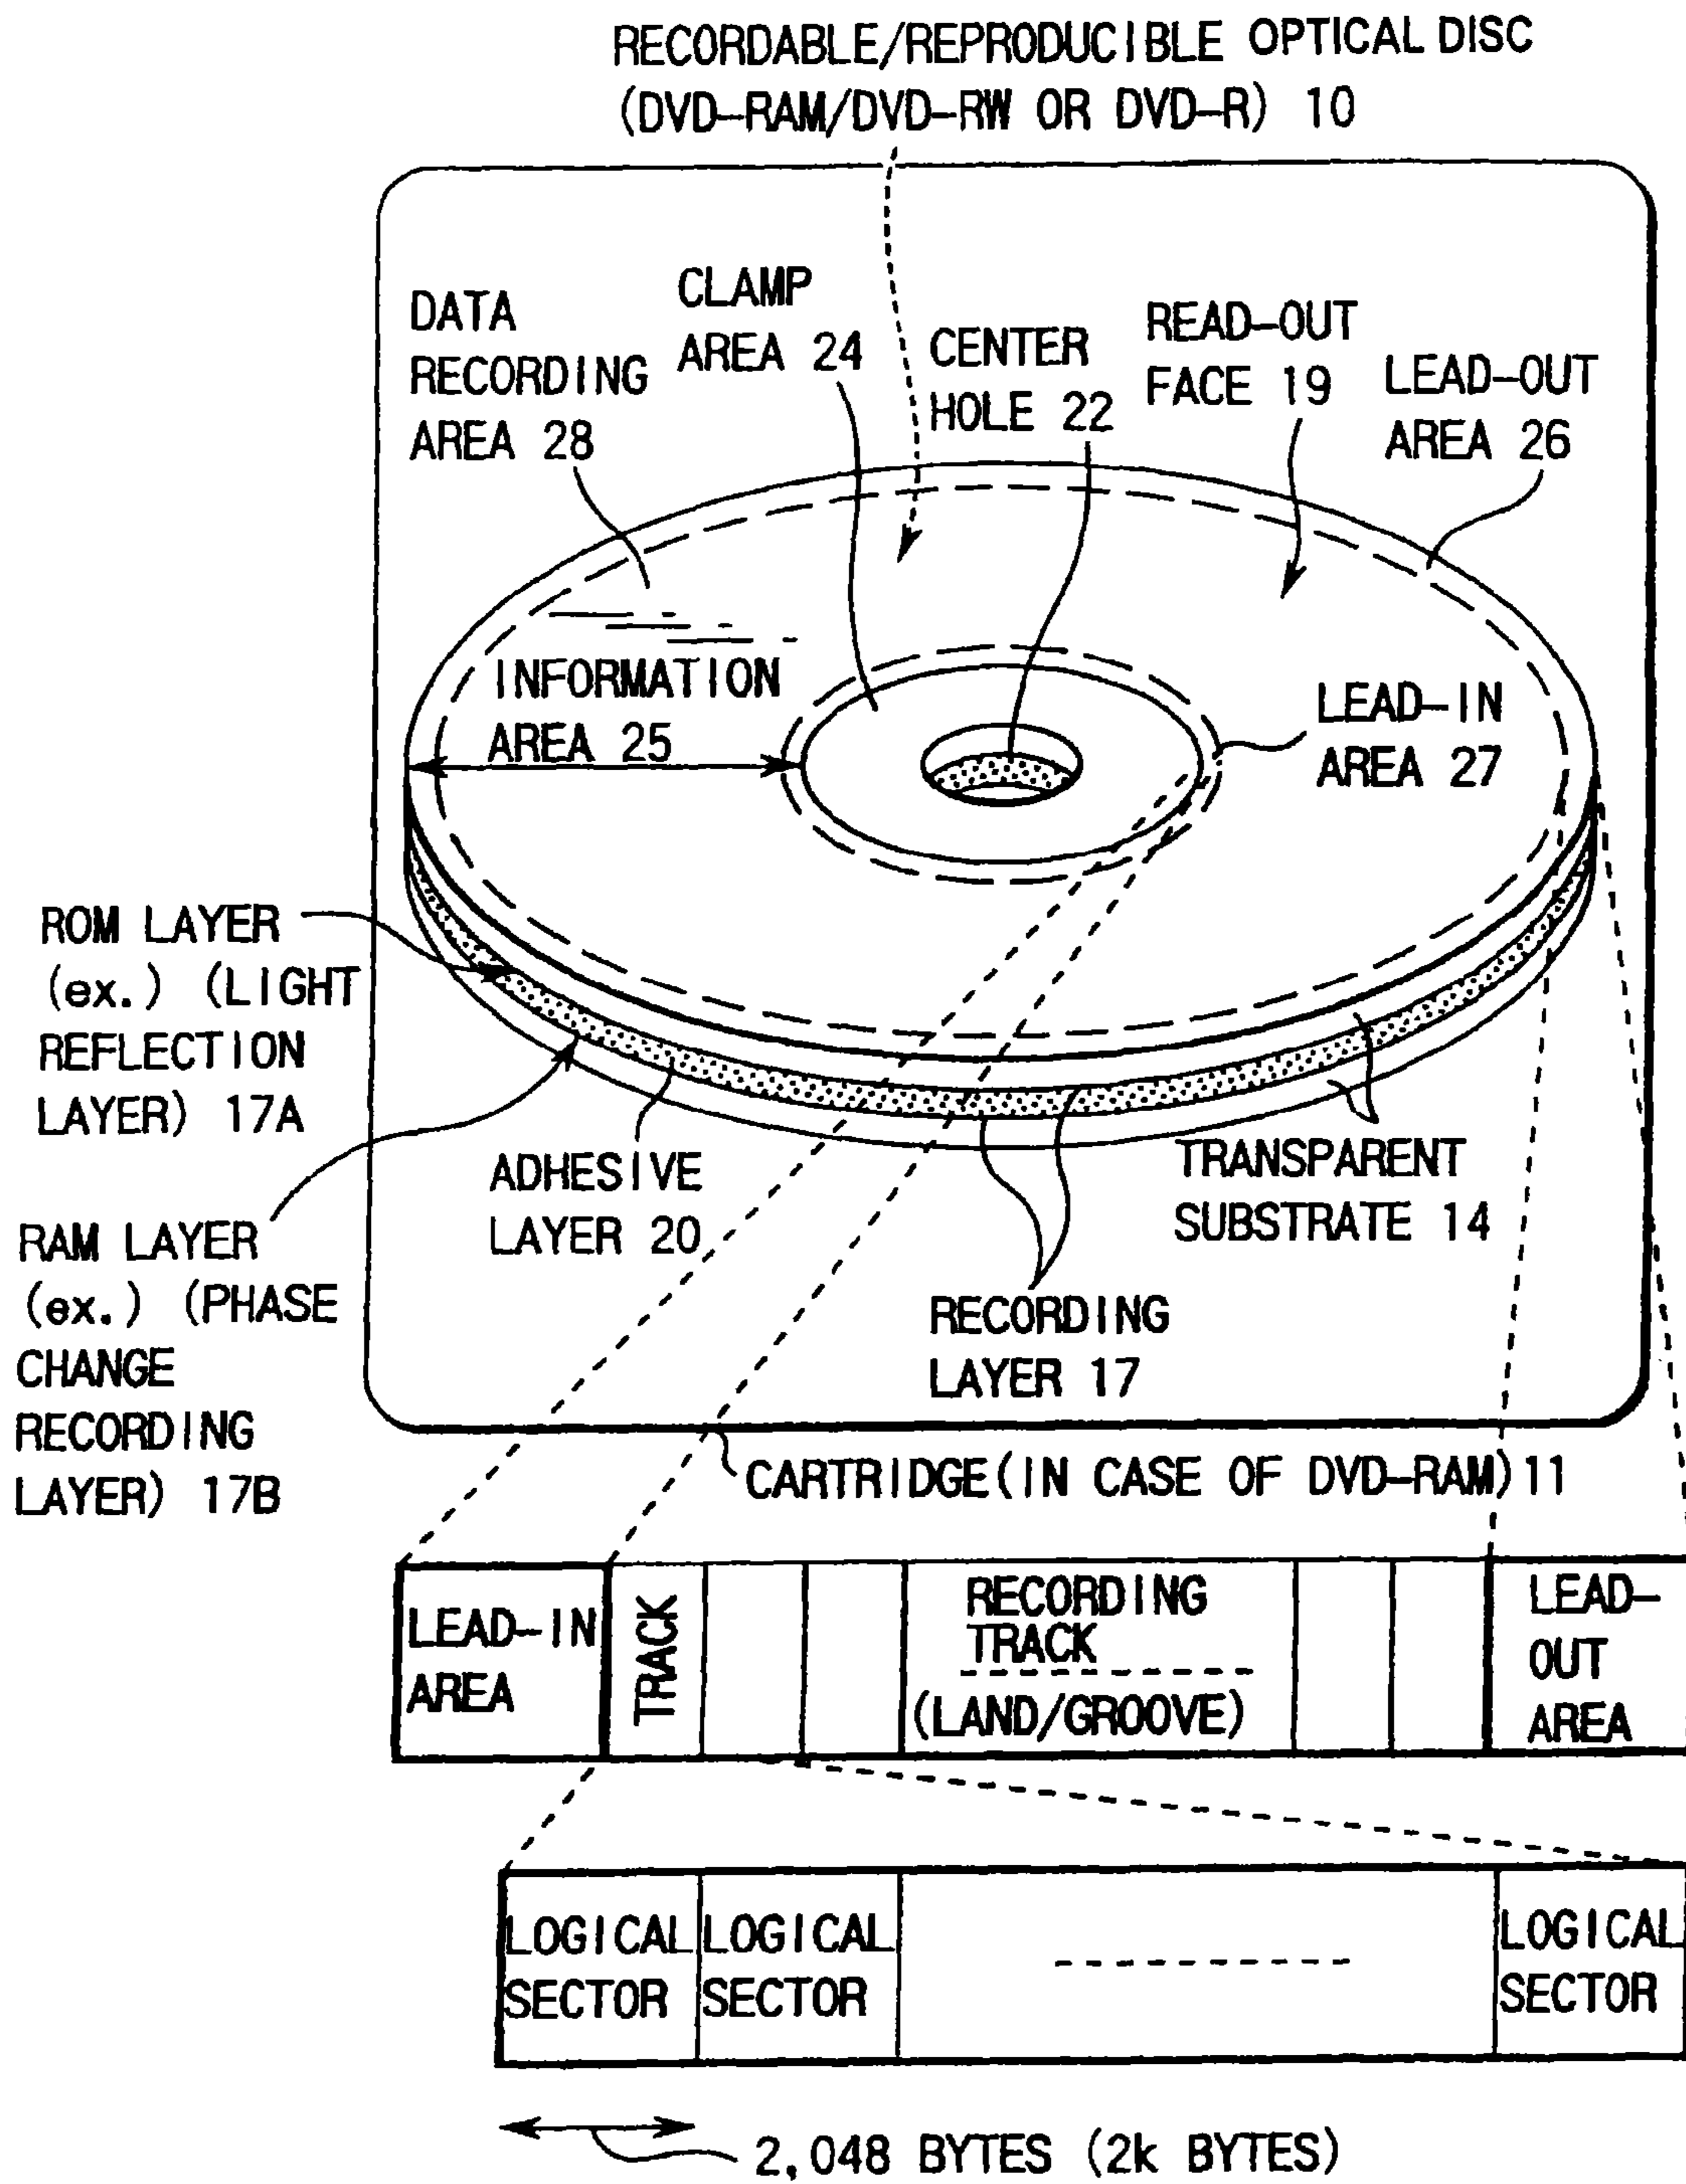 RECORDABLE/REPRODUCIBLE OPTICAL DISC
(DVD-RAM/DVD-RW OR DVD-R) 10
DATA
RECORDING
AREA 28
CLAMP
AREA 24
CENTER
HOLE 22
READ-OUT
FACE 19
LEAD-OUT
AREA 26
INFORMATION
AREA 25
LEAD-IN
AREA 27
ROM LAYER
(ex.) (LIGHT
REFLECTION
LAYER) 17A
ADHESIVE
LAYER 20
TRANSPARENT
SUBSTRATE 14
RAM LAYER
(ex.) (PHASE
CHANGE
RECORDING
LAYER) 17B
RECORDING
LAYER 17
CARTRIDGE(IN CASE OF DVD-RAM)11
LEAD-IN
AREA
TRACK
RECORDING
TRACK
(LAND/GROOVE)
LEAD-
OUT
AREA
LOGICAL
SECTOR
LOGICAL
SECTOR
LOGICAL
SECTOR
2,048 BYTES (2k BYTES)